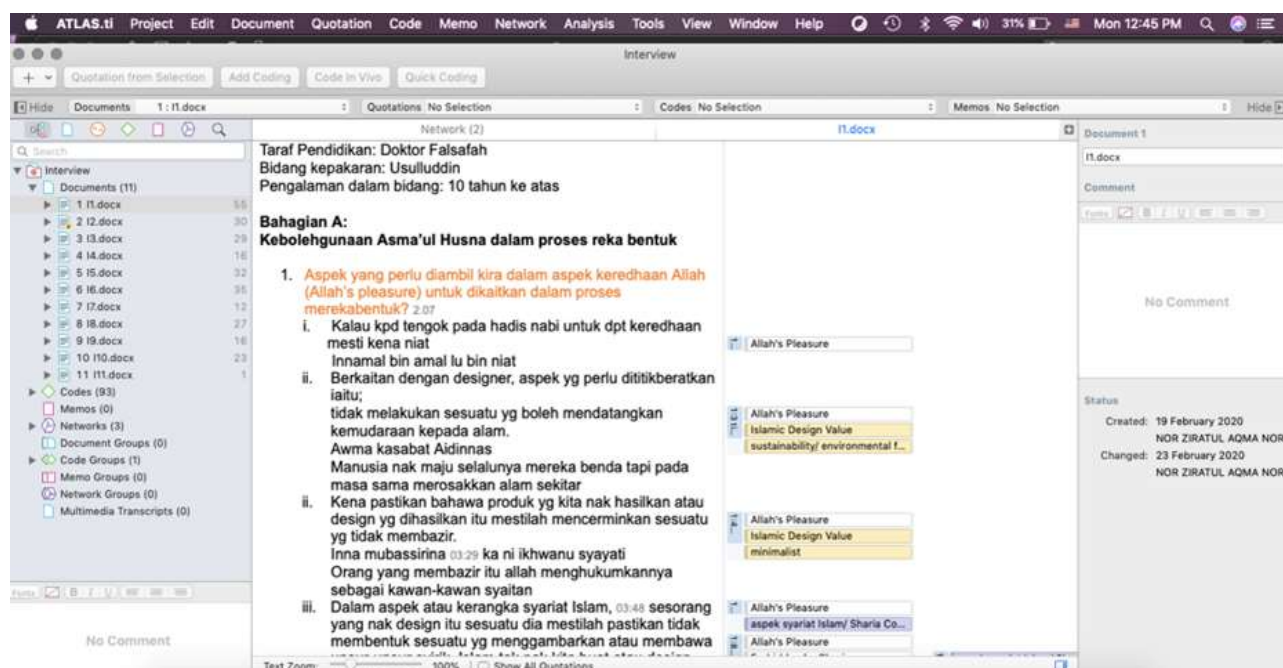 ATLAS.ti Project Edit Document Quotation Code Memo Network Analysis Tools View Window Help 31% Mon 12:45 PM
Interview
Quotation from Selection Add Coding Code In Vivo Quick Coding
Hide Documents 1 : I1.docx Quotations No Selection Codes No Selection Memos No Selection Hide
Search
Interview
Documents (11)
1 I1.docx 55
2 I2.docx 30
3 I3.docx 29
4 I4.docx 16
5 I5.docx 32
6 I6.docx 35
7 I7.docx 12
8 I8.docx 27
9 I9.docx 16
10 I10.docx 23
11 I11.docx 1
Codes (93)
Memos (0)
Networks (3)
Document Groups (0)
Code Groups (1)
Memo Groups (0)
Network Groups (0)
Multimedia Transcripts (0)
Fonts B I U
No Comment
Network (2) I1.docx
Taraf Pendidikan: Doktor Falsafah
Bidang kepakaran: Usulluddin
Pengalaman dalam bidang: 10 tahun ke atas
Bahagian A:
Kebolehgunaan Asma'ul Husna dalam proses reka bentuk
1. Aspek yang perlu diambil kira dalam aspek keredhaan Allah
(Allah's pleasure) untuk dikaitkan dalam proses
merekabentuk? 2.07
i. Kalau kpd tengok pada hadis nabi untuk dpt keredhaan
mesti kena niat
Innamal bin amal lu bin niat
ii. Berkaitan dengan designer, aspek yg perlu dititikberatkan
iaitu;
tidak melakukan sesuatu yg boleh mendatangkan
kemudaraan kepada alam.
Awma kasabat Aidinnas
Manusia nak maju selalunya mereka benda tapi pada
masa sama merosakkan alam sekitar
ii. Kena pastikan bahawa produk yg kita nak hasilkan atau
design yg dihasilkan itu mestilah mencerminkan sesuatu
yg tidak membazir.
Inna mubassirina 03:29 ka ni ikhwanu syayati
Orang yang membazir itu allah menghukumkannya
sebagai kawan-kawan syaitan
iii. Dalam aspek atau kerangka syariat Islam, 03:48 sesorang
yang nak design itu sesuatu dia mestilah pastikan tidak
membentuk sesuatu yg menggambarkan atau membawa
Text Zoom: 100% Show All Quotations
Allah's Pleasure
Allah's Pleasure
Islamic Design Value
sustainability/ environmental f...
Allah's Pleasure
Islamic Design Value
minimalist
Allah's Pleasure
aspek syariat Islam/ Sharia Co...
Allah's Pleasure
Document 1
I1.docx
Comment
Fonts B I U
No Comment
Status
Created: 19 February 2020
NOR ZIRATUL AQMA NOR
Changed: 23 February 2020
NOR ZIRATUL AQMA NOR